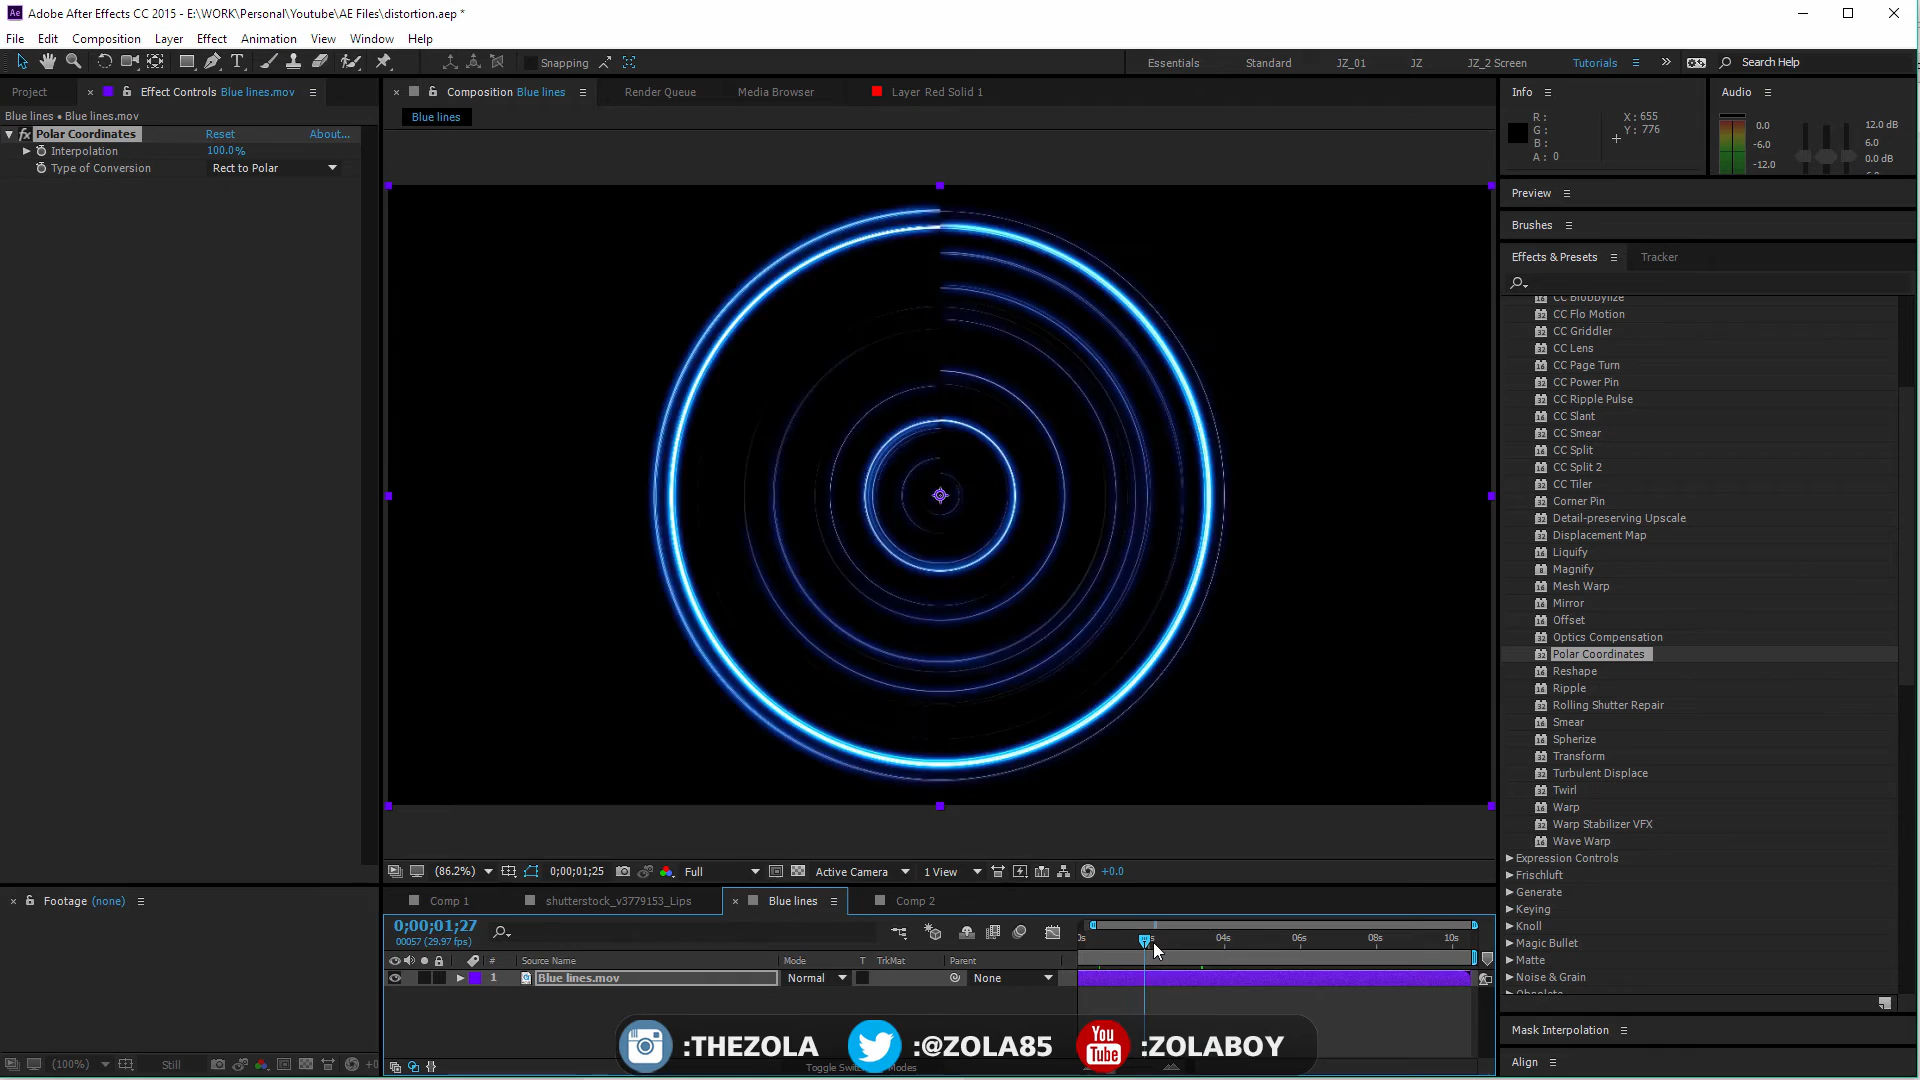 Ae Adobe After Effects CC 2015 - E:\WORK\Personal\Youtube\AE Files\distortion.aep *
File Edit Composition Layer Effect Animation View Window Help
Snapping Essentials Standard JZ_01 JZ JZ_2 Screen Tutorials Search Help
Project Effect Controls Blue lines.mov
Composition Blue lines Render Queue Media Browser Layer Red Solid 1
Info Audio
Blue lines • Blue lines.mov
Blue lines
fx Polar Coordinates Reset About...
Interpolation 100.0%
Type of Conversion Rect to Polar
R:
G:
B:
A: 0
X: 655
Y: 776
0.0
-6.0
-12.0
12.0 dB
6.0
0.0 dB
Preview
Brushes
Effects & Presets Tracker
CC Blobbylize
CC Flo Motion
CC Griddler
CC Lens
CC Page Turn
CC Power Pin
CC Ripple Pulse
CC Slant
CC Smear
CC Split
CC Split 2
CC Tiler
Corner Pin
Detail-preserving Upscale
Displacement Map
Liquify
Magnify
Mesh Warp
Mirror
Offset
Optics Compensation
Polar Coordinates
Reshape
Ripple
Rolling Shutter Repair
Smear
Spherize
Transform
Turbulent Displace
Twirl
Warp
Warp Stabilizer VFX
Wave Warp
Expression Controls
Frischluft
Generate
Keying
Knoll
Magic Bullet
Matte
Noise & Grain
Mask Interpolation
Align
(86.2%) 0;00;01;25 Full Active Camera 1 View +0.0
Footage (none)
Comp 1 shutterstock_v3779153_Lips Blue lines Comp 2
0;00;01;27
00057 (29.97 fps)
04s 06s 08s 10s
# Source Name Mode T TrkMat Parent
1 Blue lines.mov Normal None
:THEZOLA :@ZOLA85 You Tube :ZOLABOY
(100%) Still